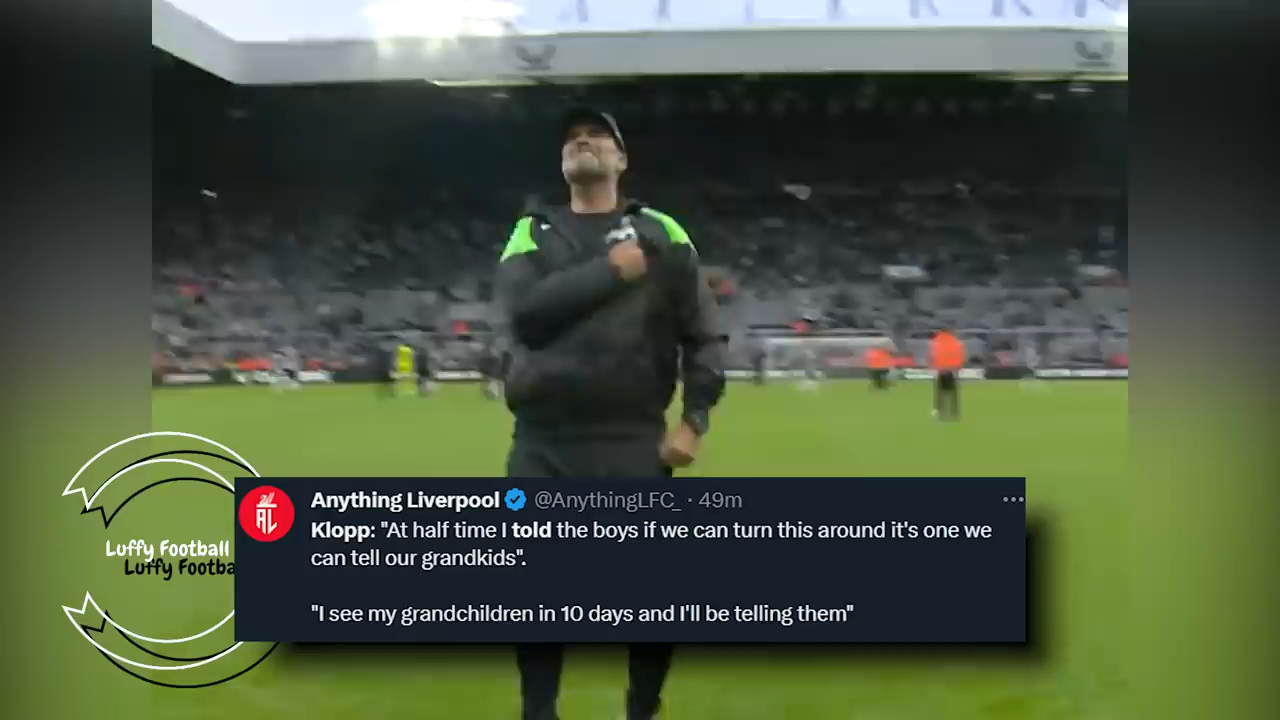 Anything Liverpool @AnythingLFC_ · 49m
Klopp: "At half time I told the boys if we can turn this around it's one we
can tell our grandkids".
"I see my grandchildren in 10 days and I'll be telling them"
Luffy Football
Luffy Footba